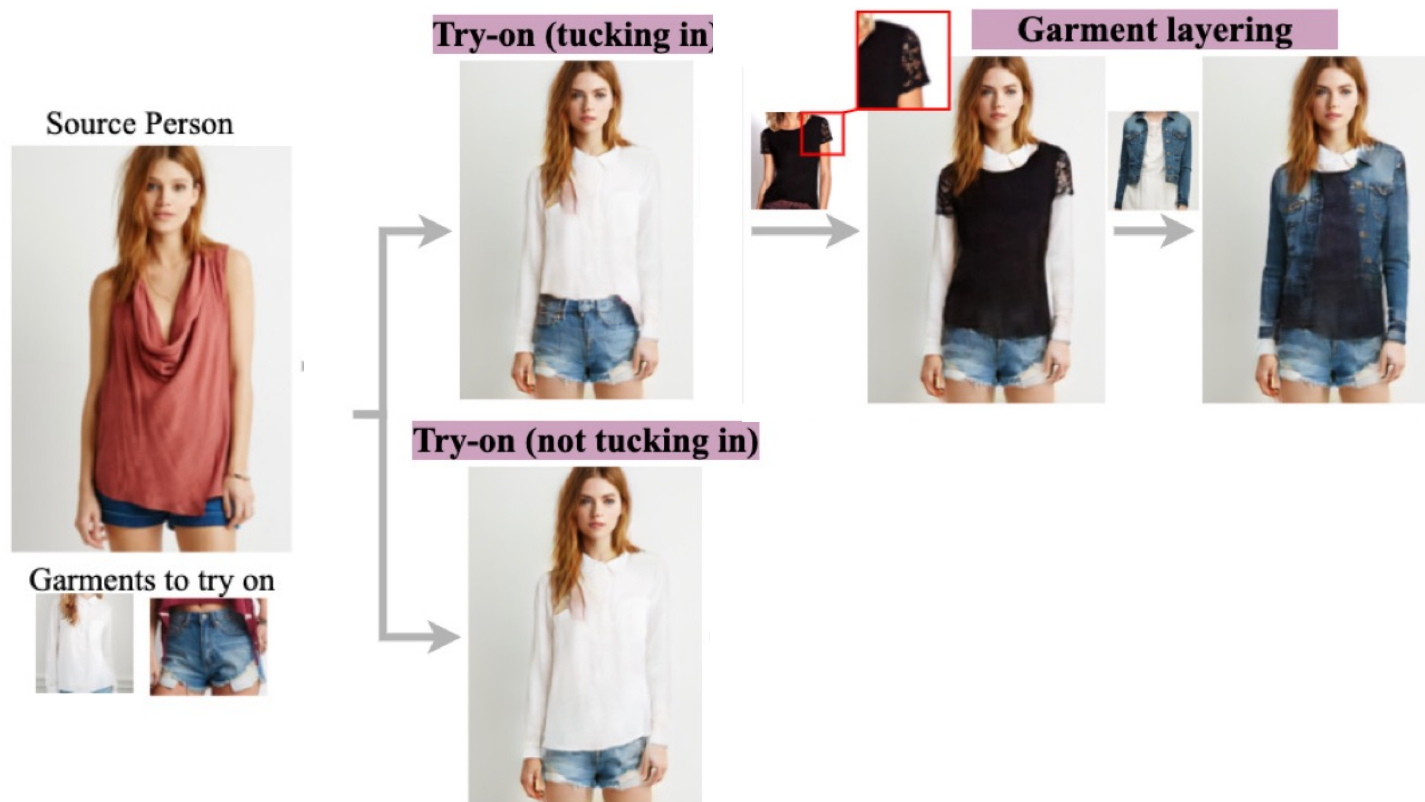 Try-on (tucking in)
Garment layering
Source Person
Try-on (not tucking in)
Garments to try on